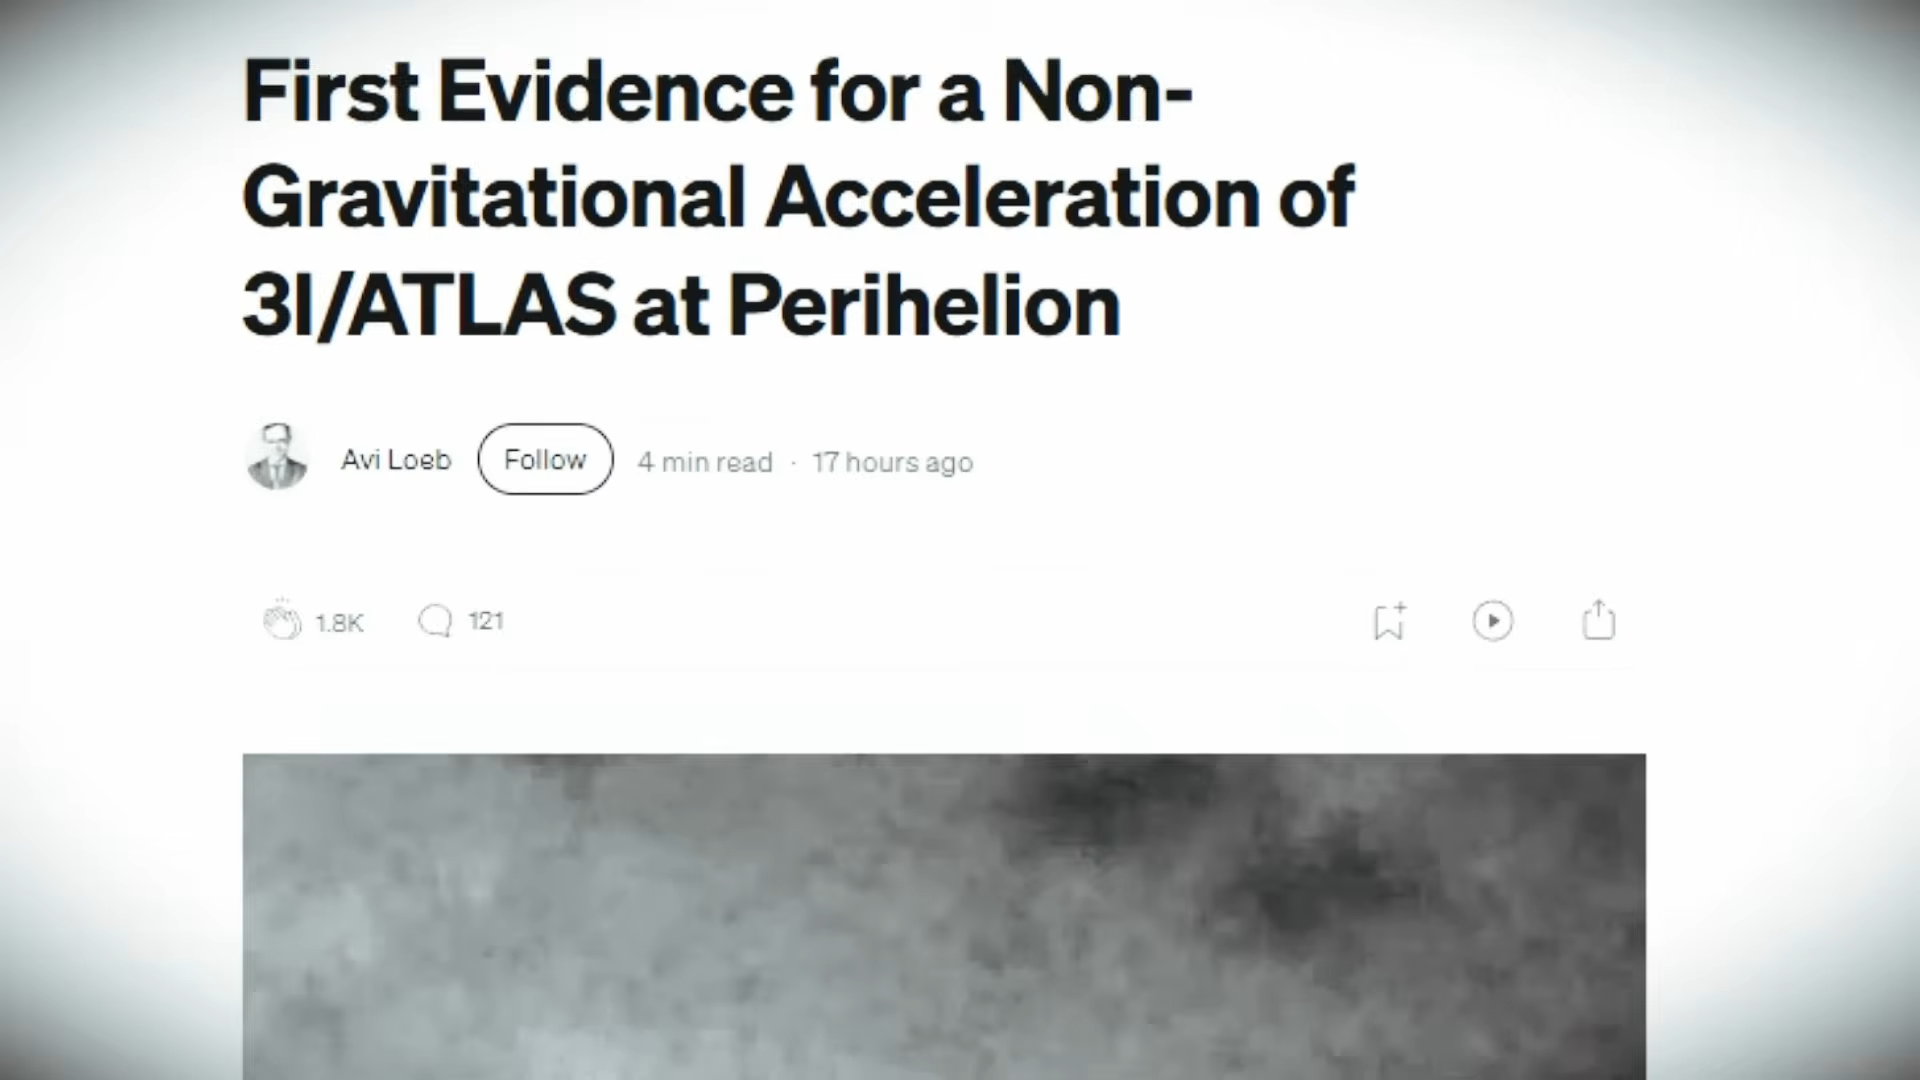 First Evidence for a Non-
Gravitational Acceleration of
3I/ATLAS at Perihelion
Avi Loeb Follow 4 min read · 17 hours ago
1.8K 121